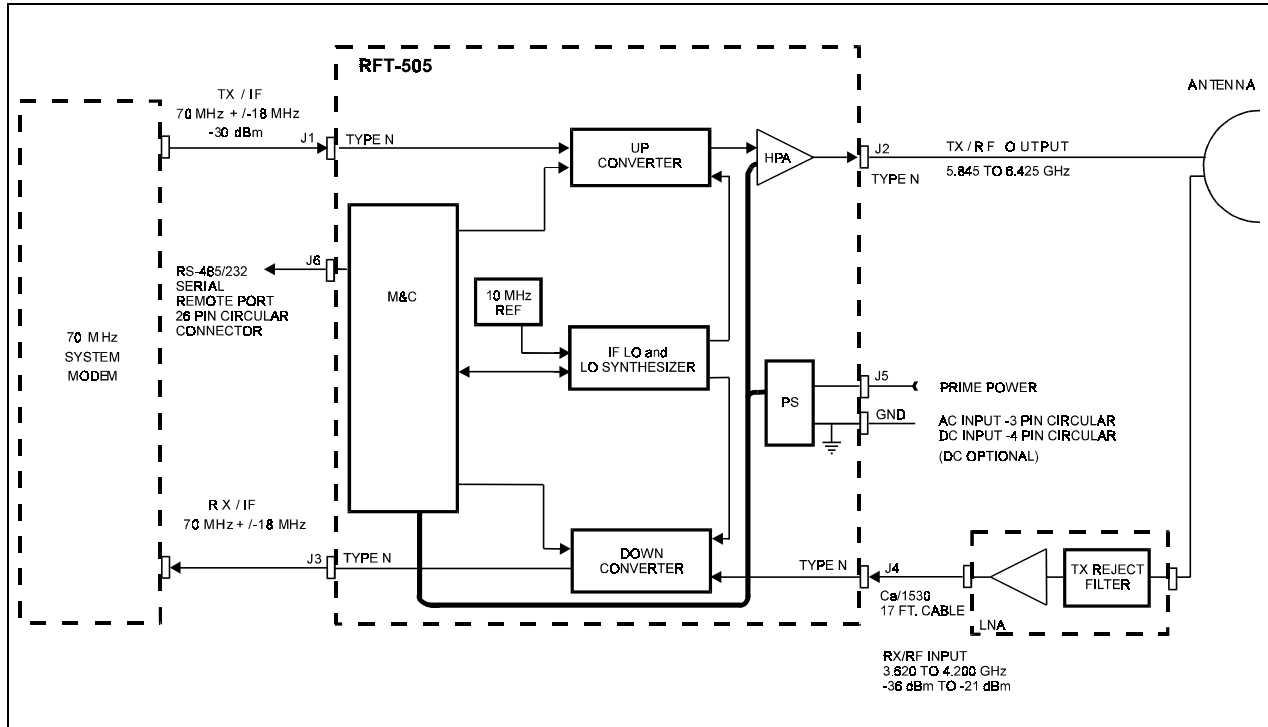 RFT-505
ANTENNA
TX / IF
70 MHz + /-18 MHz
-30 dBm
J1
TYPE N
UP
CONVERTER
HPA
J2
TYPE N
TX / RF OUTPUT
5.845 TO 6.425 GHz
J6
RS-485/232
SERIAL
REMOTE PORT
26 PIN CIRCULAR
CONNECTOR
M&C
10 MHz
REF
70 MHz
SYSTEM
MODEM
IF LO and
LO SYNTHESIZER
PS
J5
PRIME POWER
GND
AC INPUT -3 PIN CIRCULAR
DC INPUT -4 PIN CIRCULAR
(DC OPTIONAL)
RX / IF
70 MHz + /-18 MHz
J3
TYPE N
DOWN
CONVERTER
TYPE N
J4
Ca/1530
17 FT. CABLE
TX REJECT
FILTER
LNA
RX/RF INPUT
3.620 TO 4.200 GHz
-36 dBm TO -21 dBm